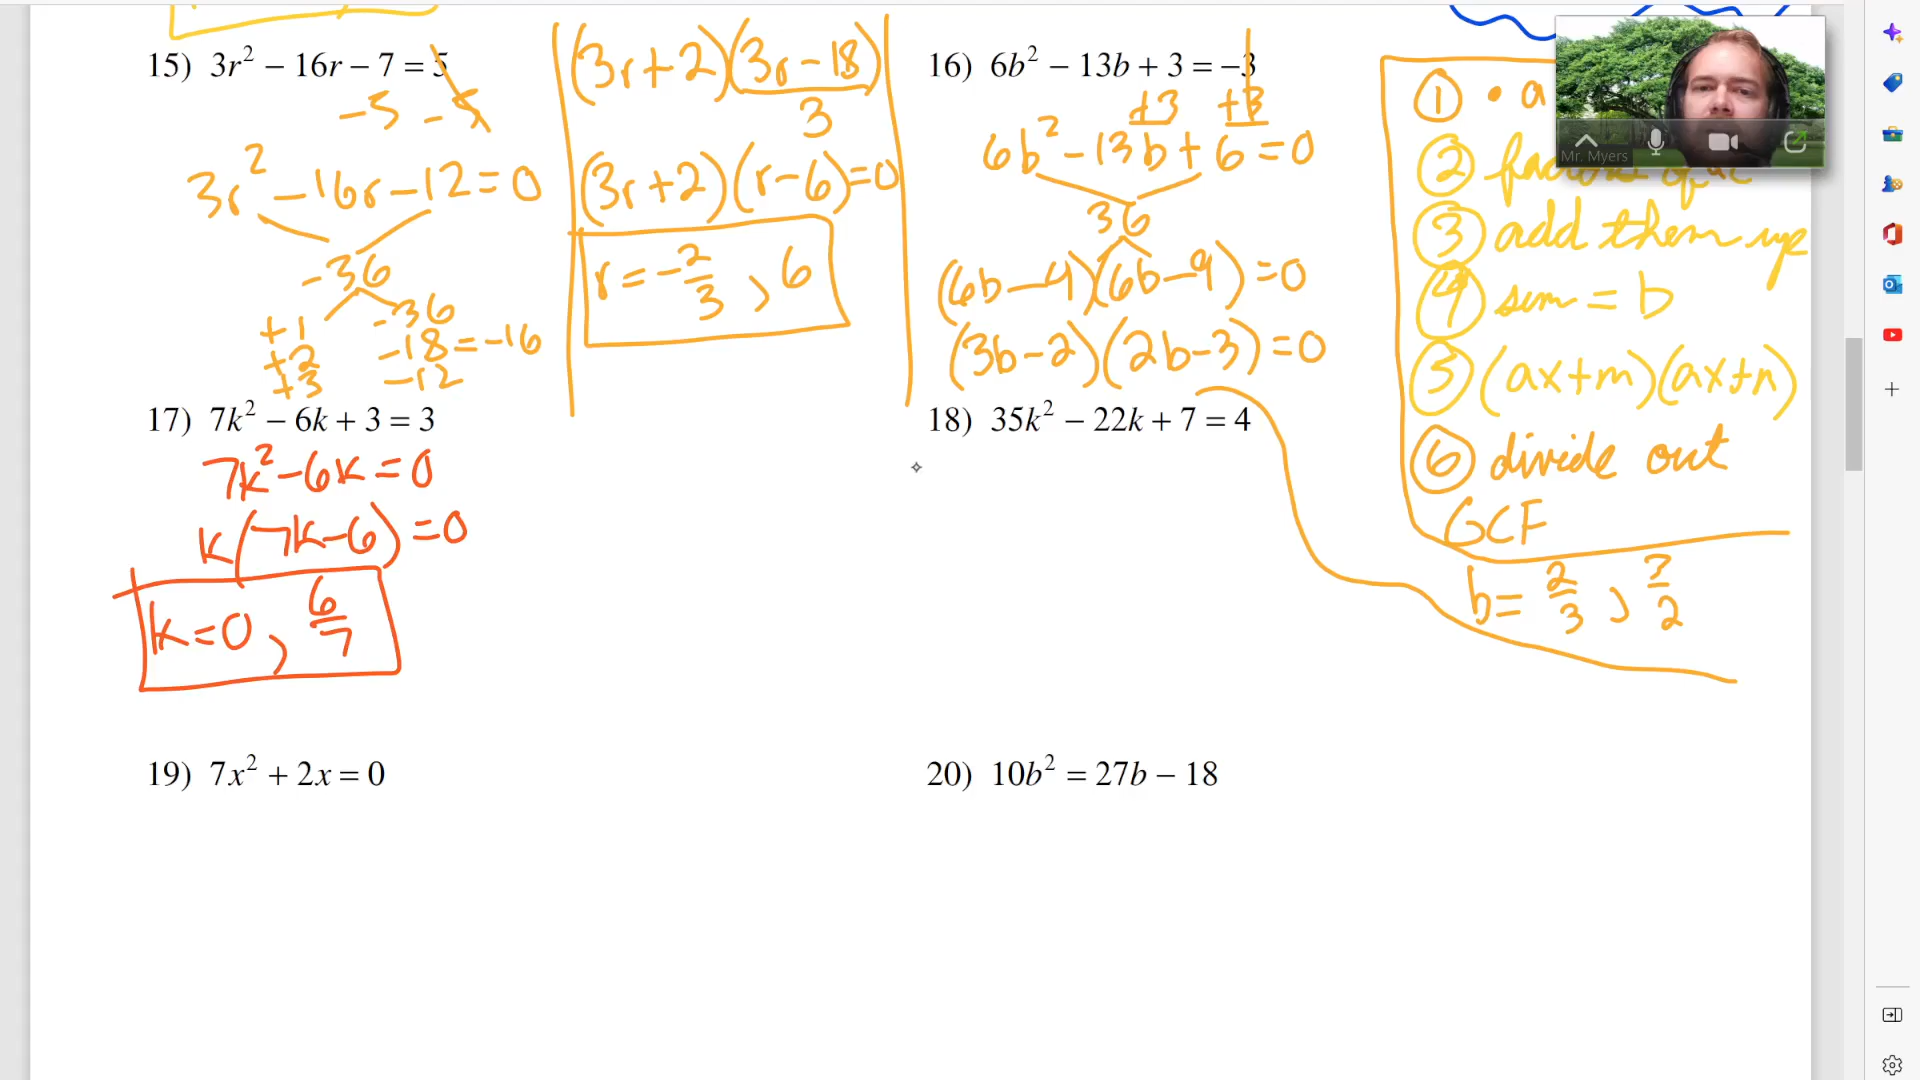 15) 3r² − 16r − 7 = 5
−5 −5
3r² − 16r − 12 = 0
−36
+1 −36
+2 −18 = −16
+3 −12
(3r+2)(3r−18)
3
(3r+2)(r−6)=0
r = −2/3 , 6
16) 6b² − 13b + 3 = −3
+3 +3
6b² − 13b + 6 = 0
36
(6b−4)(6b−9)=0
(3b−2)(2b−3)=0
① • a
② factors of ac
③ add them up
④ sum = b
⑤ (ax+m)(ax+n)
⑥ divide out
GCF
b = 2/3 , 3/2
Mr. Myers
17) 7k² − 6k + 3 = 3
7k² − 6k = 0
k(7k−6) = 0
k=0, 6/7
18) 35k² − 22k + 7 = 4
19) 7x² + 2x = 0
20) 10b² = 27b − 18